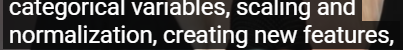 categorical variables, scaling and
normalization, creating new features,